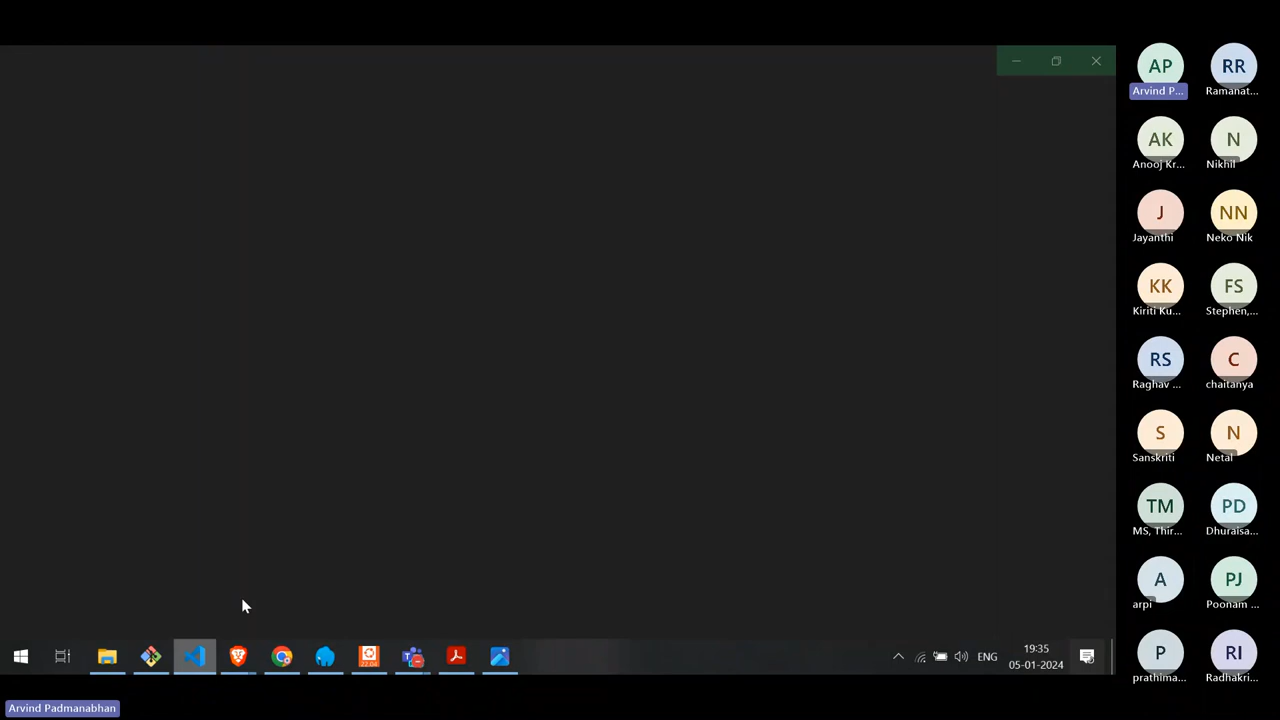 AP RR
Arvind P... Ramanat...
AK N
Anooj Kr... Nikhil
J NN
Jayanthi Neko Nik
KK FS
Kiriti Ku... Stephen,...
RS C
Raghav ... chaitanya
S N
Sanskriti Netal
TM PD
MS, Thir... Dhuraisa...
A PJ
arpi Poonam ...
P RI
prathima... Radhakri...
22.04
ENG
19:35
05-01-2024
Arvind Padmanabhan